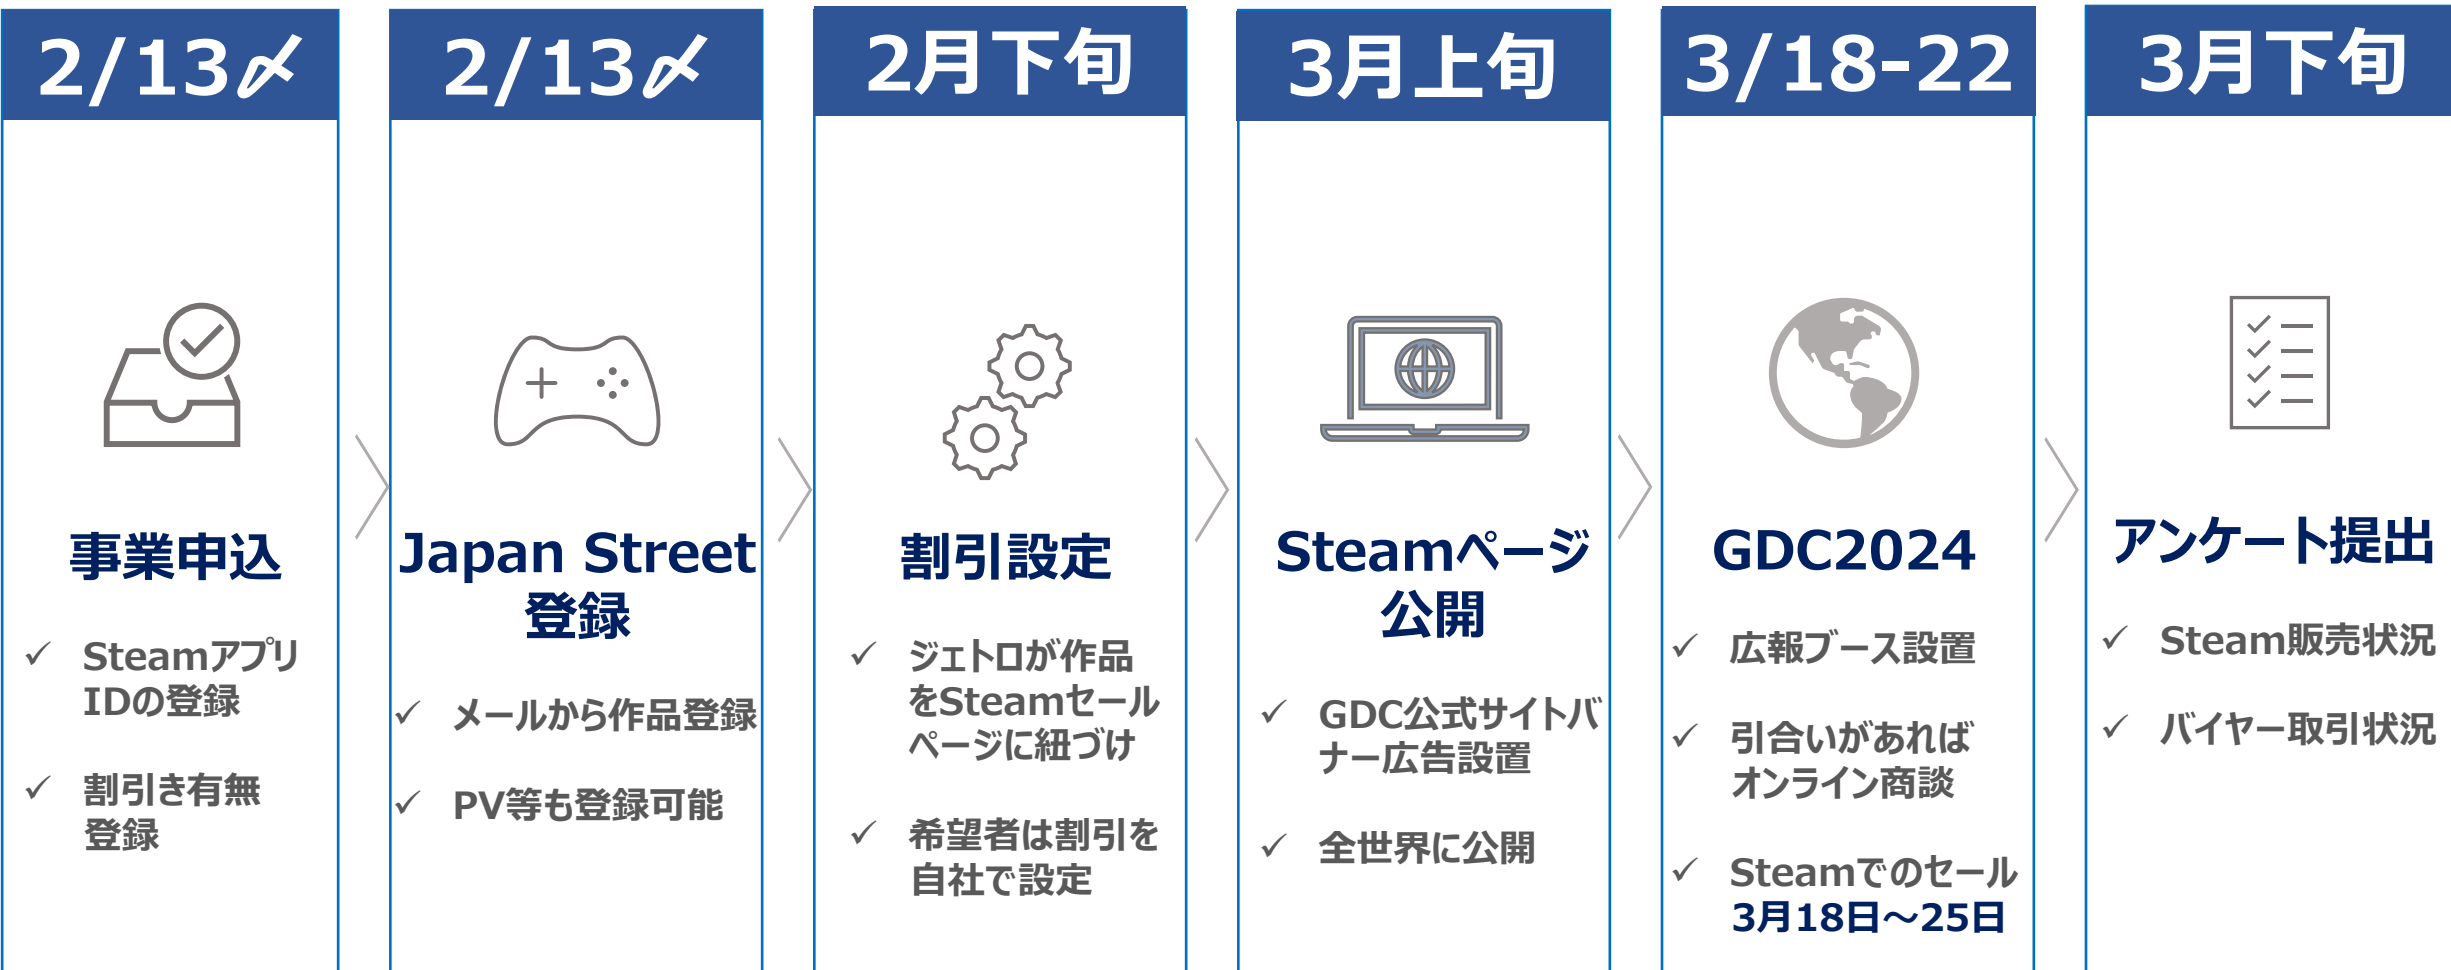 2/13〆
事業申込
✓ Steamアプリ
IDの登録
✓ 割引き有無
登録
2/13〆
Japan Street
登録
✓ メールから作品登録
✓ PV等も登録可能
2月下旬
割引設定
✓ ジェトロが作品
をSteamセール
ページに紐づけ
✓ 希望者は割引を
自社で設定
3月上旬
Steamページ
公開
✓ GDC公式サイトバ
ナー広告設置
✓ 全世界に公開
3/18-22
GDC2024
✓ 広報ブース設置
✓ 引合いがあれば
オンライン商談
✓ Steamでのセール
3月18日～25日
3月下旬
アンケート提出
✓ Steam販売状況
✓ バイヤー取引状況